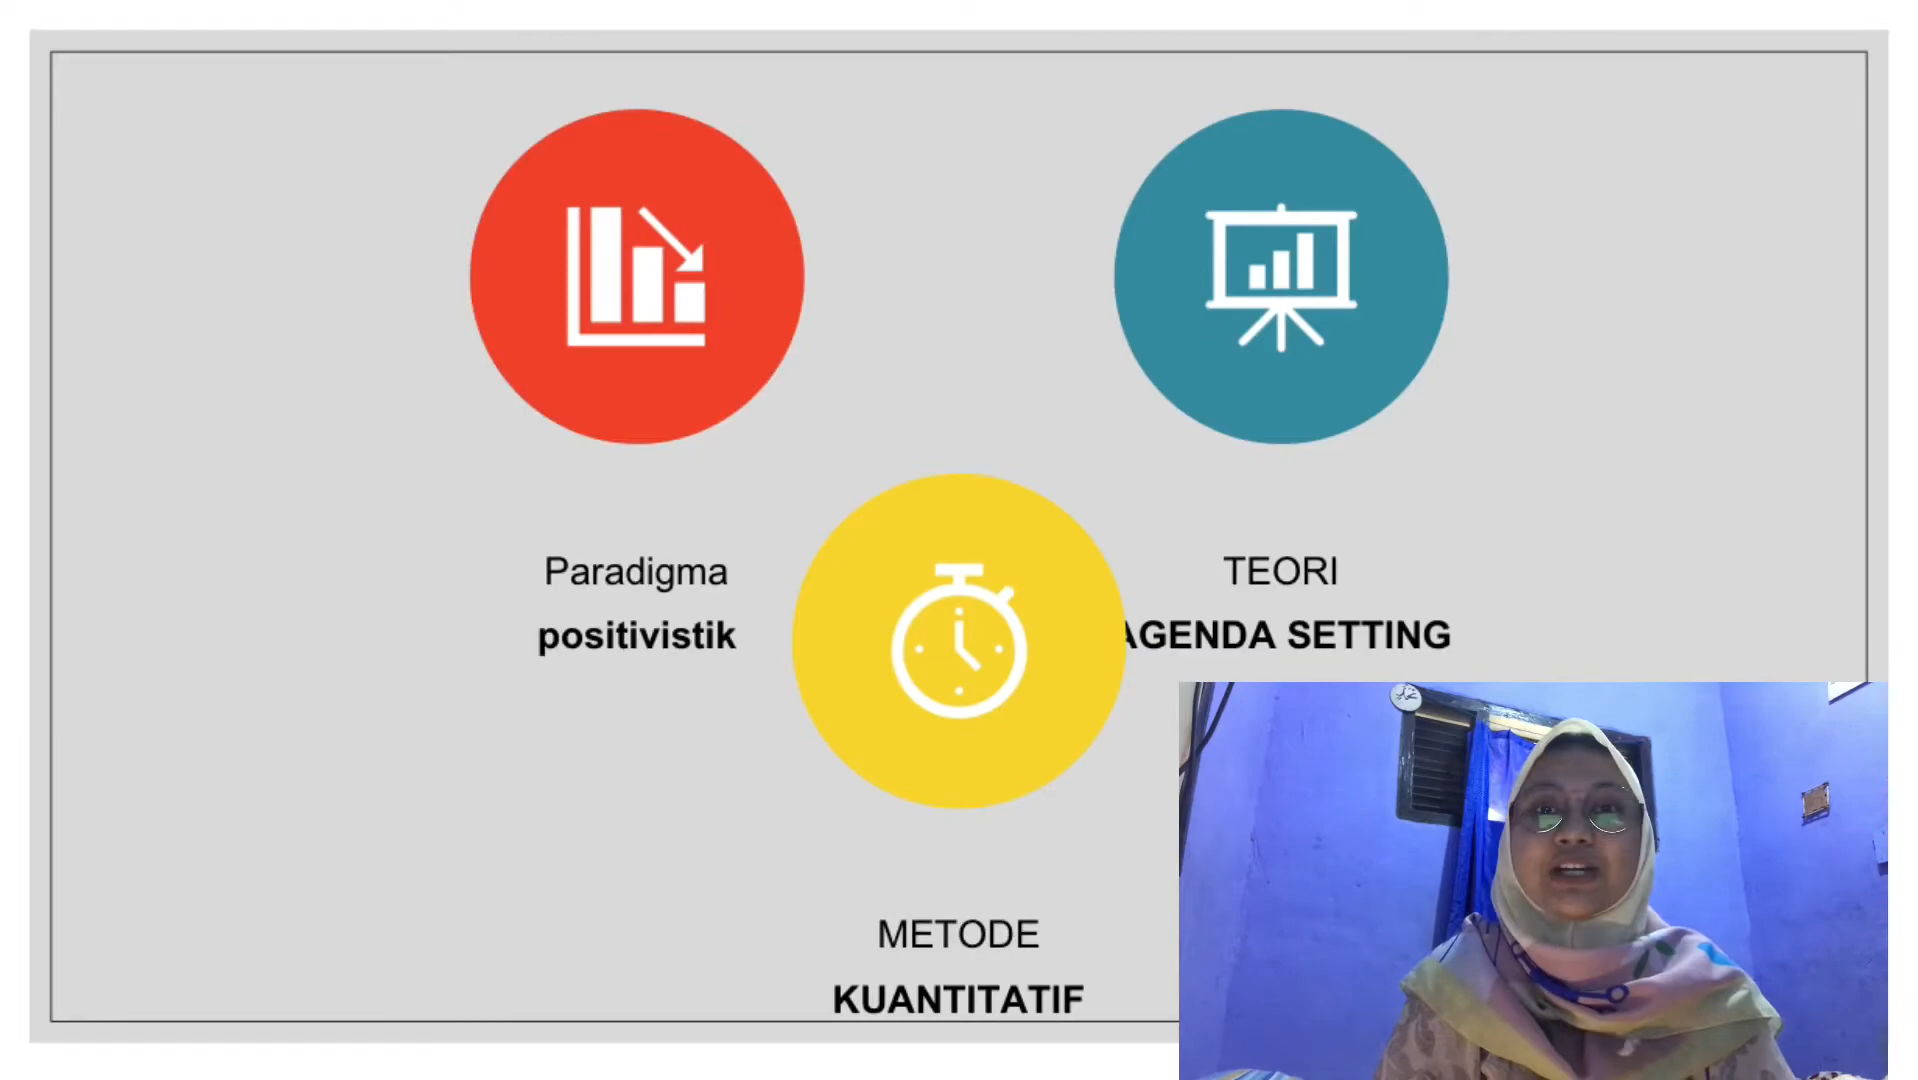 Paradigma
positivistik
TEORI
AGENDA SETTING
METODE
KUANTITATIF